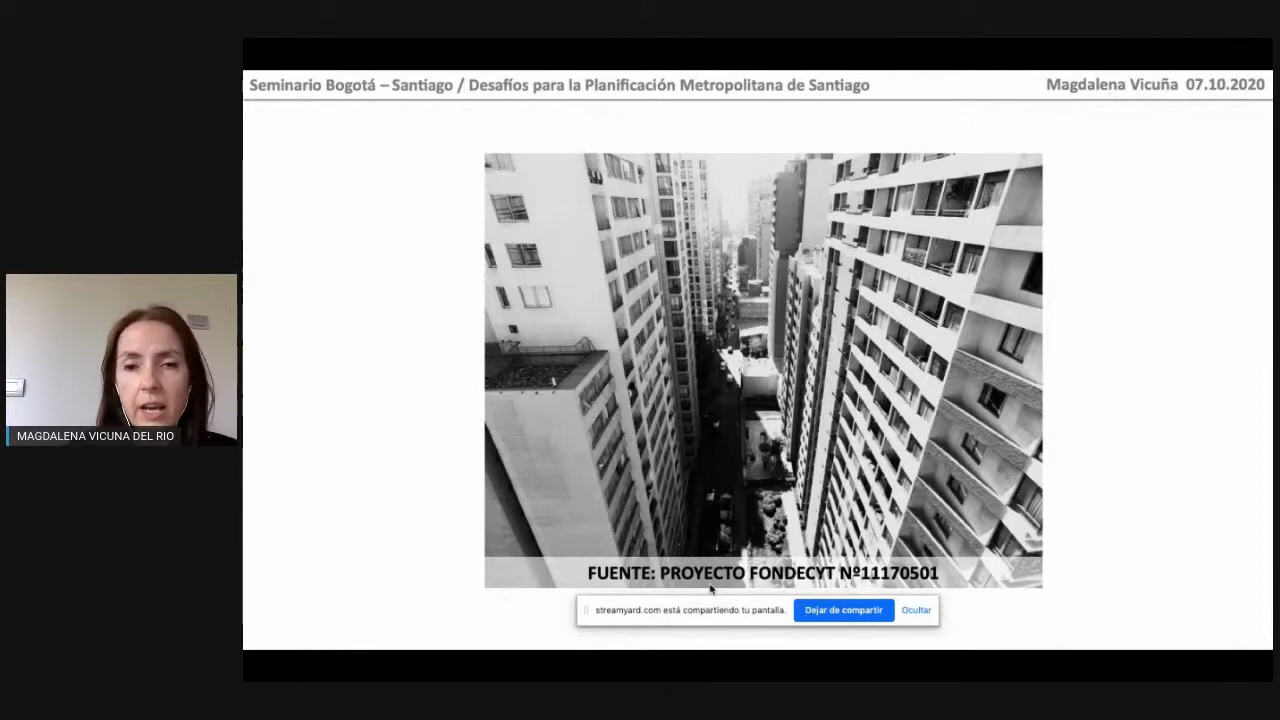 Seminario Bogotá – Santiago / Desafíos para la Planificación Metropolitana de Santiago
Magdalena Vicuña 07.10.2020
MAGDALENA VICUNA DEL RIO
FUENTE: PROYECTO FONDECYT Nº11170501
streamyard.com está compartiendo tu pantalla.
Dejar de compartir
Ocultar